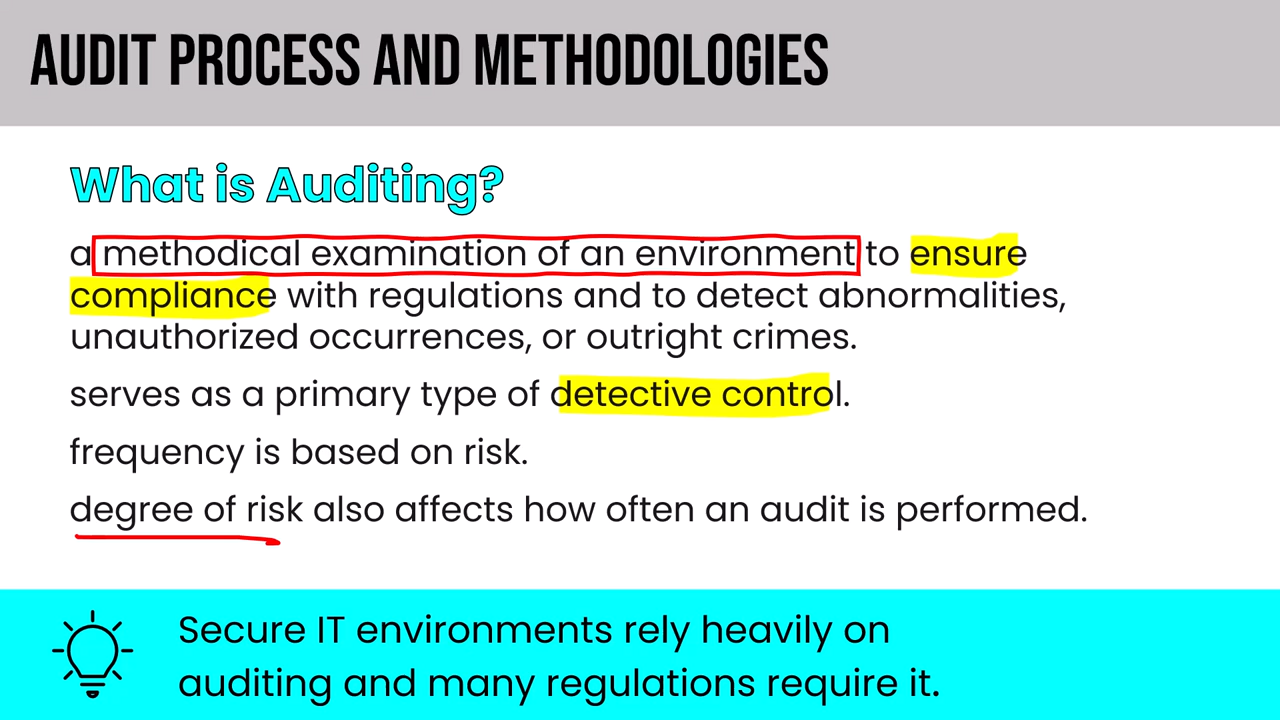 AUDIT PROCESS AND METHODOLOGIES
What is Auditing?
a methodical examination of an environment to ensure
compliance with regulations and to detect abnormalities,
unauthorized occurrences, or outright crimes.
serves as a primary type of detective control.
frequency is based on risk.
degree of risk also affects how often an audit is performed.
Secure IT environments rely heavily on
auditing and many regulations require it.